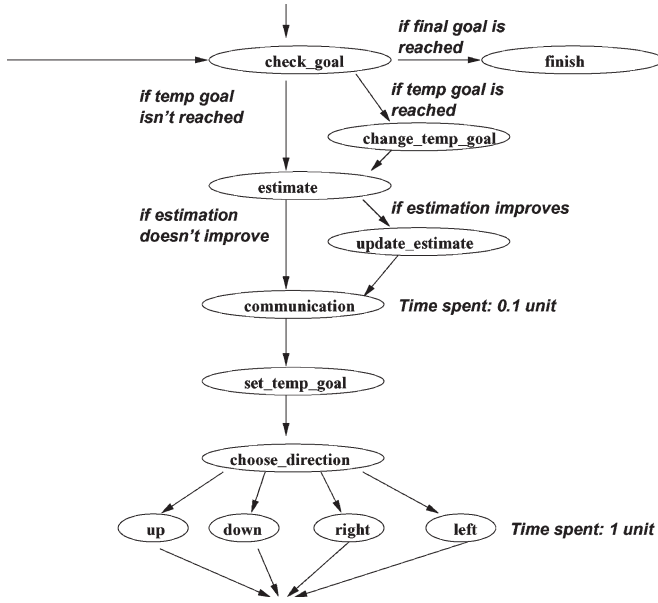 if final goal is
reached
check_goal
finish
if temp goal
isn't reached
if temp goal is
reached
change_temp_goal
estimate
if estimation
doesn't improve
if estimation improves
update_estimate
communication
Time spent: 0.1 unit
set_temp_goal
choose_direction
up
down
right
left
Time spent: 1 unit